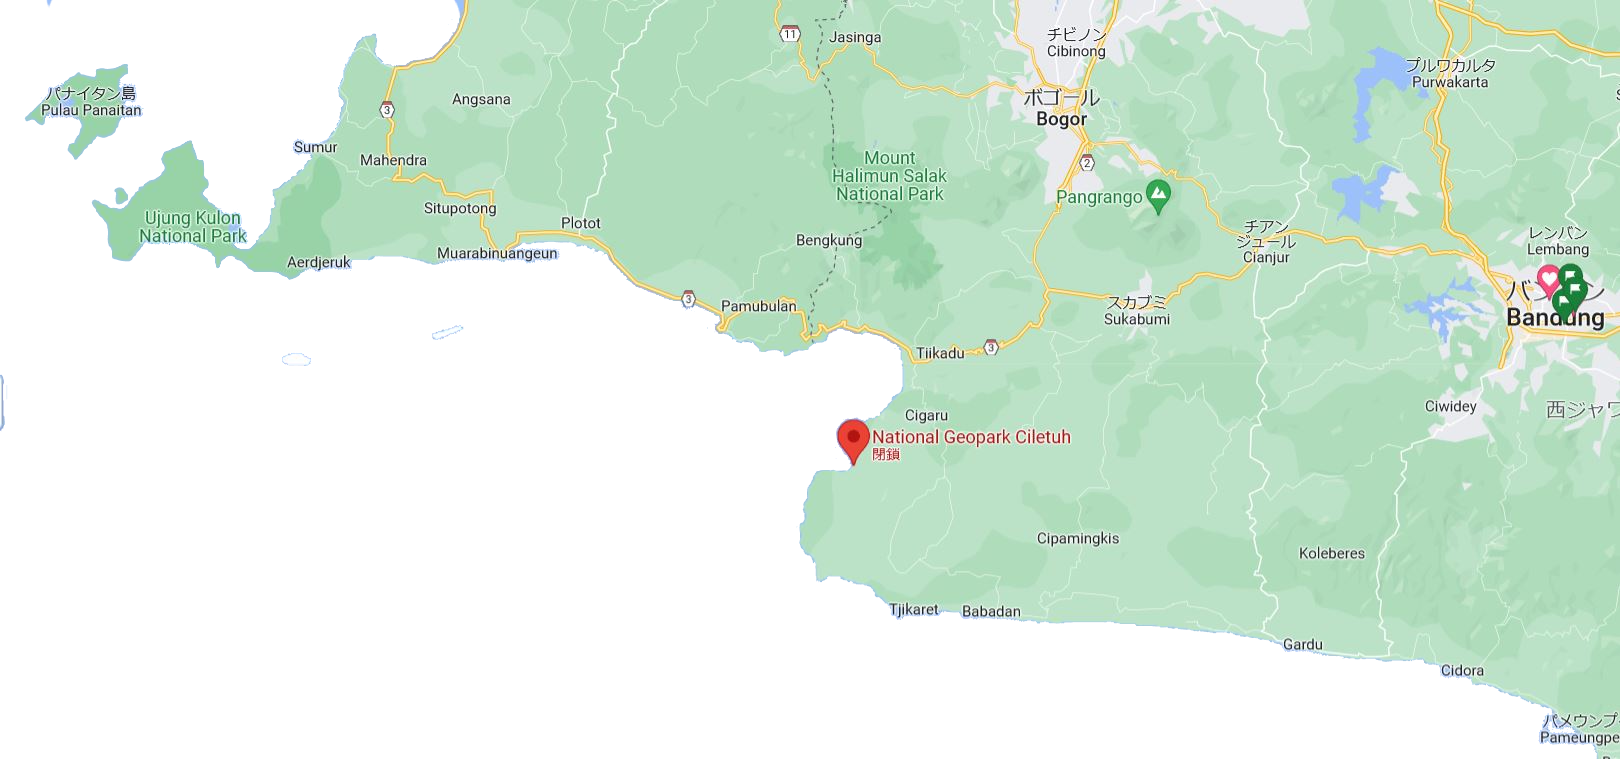 11
Jasinga
チビノン
Cibinong
プルワカルタ
Purwakarta
パナイタン島
Pulau Panaitan
3
Angsana
ボゴール
Bogor
Sumur
Mahendra
Mount
Halimun Salak
National Park
2
Pangrango
Situpotong
Ujung Kulon
National Park
Plotot
Bengkung
チアン
ジュール
Cianjur
レンバン
Lembang
Muarabinuangeun
Aerdjeruk
3
Pamubulan
スカブミ
Sukabumi
Bandung
Tiikadu
3
Cigaru
Ciwidey
西ジャワ
National Geopark Ciletuh
閉鎖
Cipamingkis
Koleberes
Tjikaret
Babadan
Gardu
Cidora
パメウンプ
Pameungpe